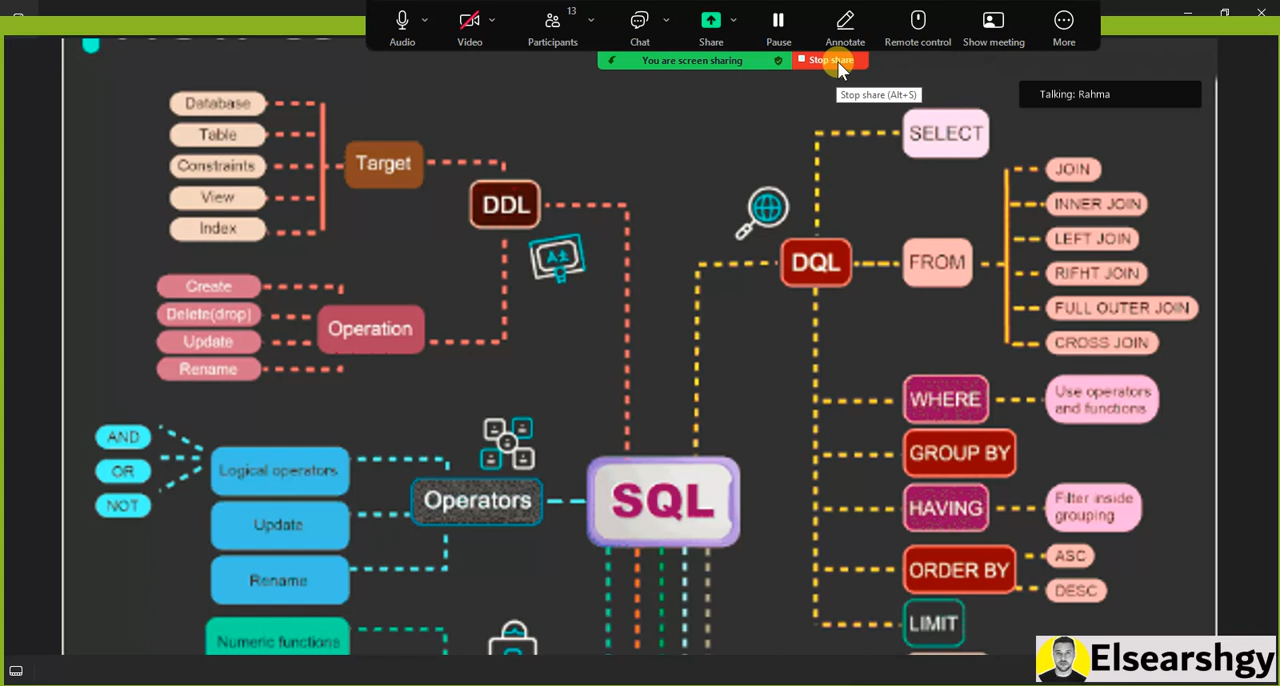 13
Audio
Video
Participants
Chat
Share
Pause
Annotate
Remote control
Show meeting
More
You are screen sharing
Stop share
Stop share (Alt+S)
Talking: Rahma
Database
Table
Constraints
View
Index
Target
DDL
Create
Delete(drop)
Update
Rename
Operation
AND
OR
NOT
Logical operators
Update
Rename
Operators
Numeric functions
SQL
DQL
SELECT
FROM
JOIN
INNER JOIN
LEFT JOIN
RIFHT JOIN
FULL OUTER JOIN
CROSS JOIN
WHERE
Use operators
and functions
GROUP BY
HAVING
Filter inside
grouping
ORDER BY
ASC
DESC
LIMIT
Elsearshgy